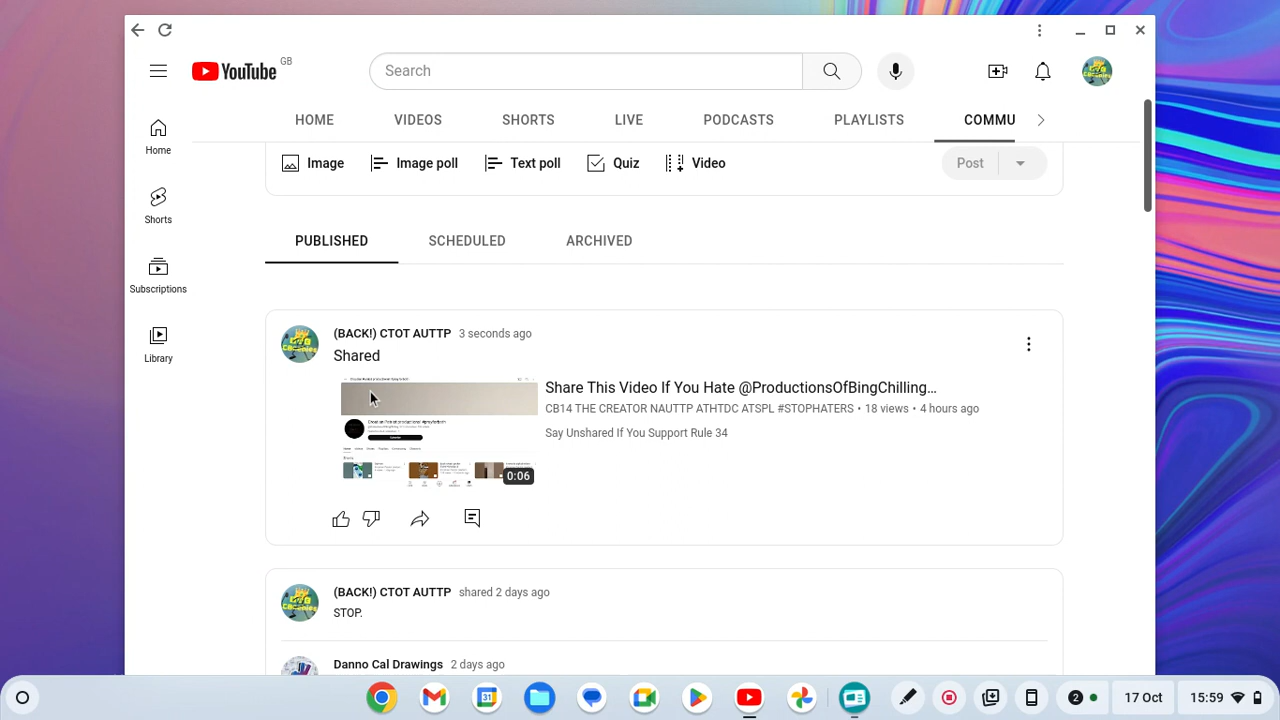 YouTube GB
Search
HOME VIDEOS SHORTS LIVE PODCASTS PLAYLISTS COMMU
Home
Shorts
Subscriptions
Library
Image Image poll Text poll Quiz Video Post
PUBLISHED SCHEDULED ARCHIVED
(BACK!) CTOT AUTTP 3 seconds ago
Shared
Share This Video If You Hate @ProductionsOfBingChilling…
CB14 THE CREATOR NAUTTP ATHTDC ATSPL #STOPHATERS • 18 views • 4 hours ago
Say Unshared If You Support Rule 34
0:06
(BACK!) CTOT AUTTP shared 2 days ago
STOP.
Danno Cal Drawings 2 days ago
31
2
17 Oct
15:59